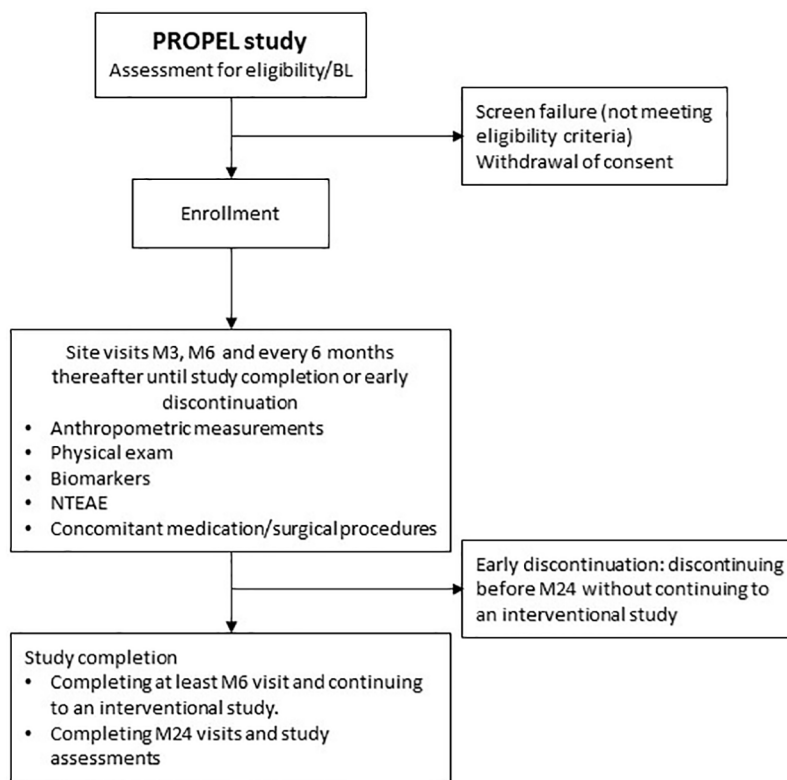 PROPEL study
Assessment for eligibility/BL
Screen failure (not meeting
eligibility criteria)
Withdrawal of consent
Enrollment
Site visits M3, M6 and every 6 months
thereafter until study completion or early
discontinuation
• Anthropometric measurements
• Physical exam
• Biomarkers
• NTEAE
• Concomitant medication/surgical procedures
Early discontinuation: discontinuing
before M24 without continuing to
an interventional study
Study completion
• Completing at least M6 visit and continuing
to an interventional study.
• Completing M24 visits and study
assessments